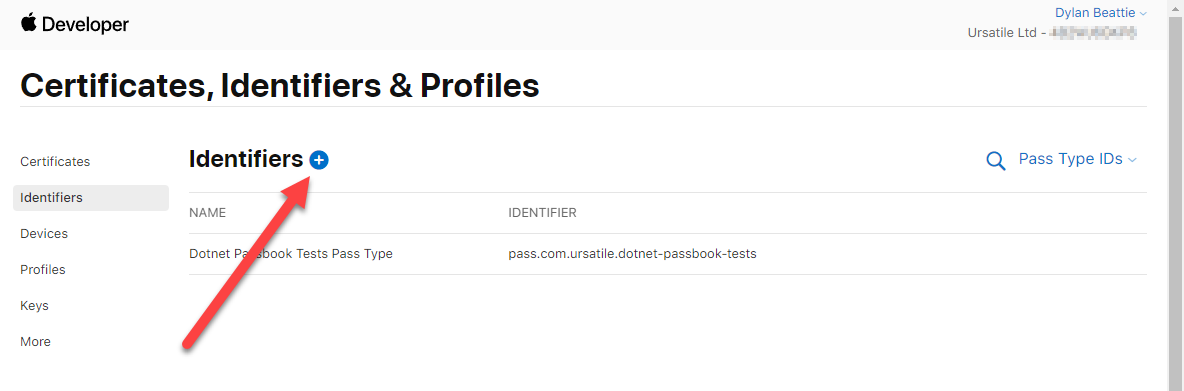 Developer
Dylan Beattie
Ursatile Ltd -
Certificates, Identifiers & Profiles
Certificates
Identifiers
Devices
Profiles
Keys
More
Identifiers
Pass Type IDs
NAME IDENTIFIER
Dotnet Passbook Tests Pass Type pass.com.ursatile.dotnet-passbook-tests